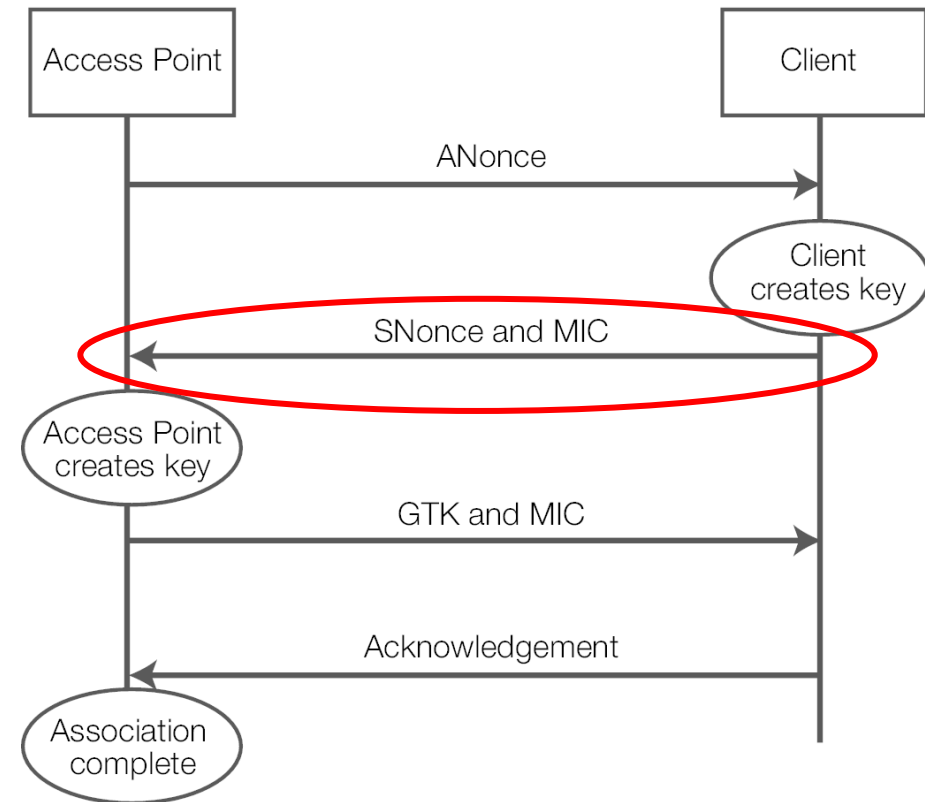 Access Point
Client
ANonce
Client
creates key
SNonce and MIC
Access Point
creates key
GTK and MIC
Acknowledgement
Association
complete